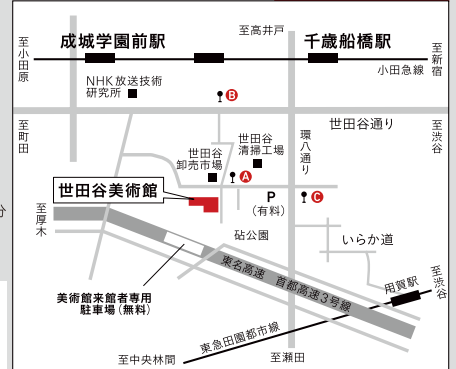 至高井戸
成城学園前駅
千歳船橋駅
至小田原
至新宿
小田急線
NHK放送技術
研究所
B
至町田
世田谷通り
至渋谷
世田谷
卸売市場
世田谷
清掃工場
環八通り
A
世田谷美術館
P
(有料)
C
分
至厚木
砧公園
いらか道
東名高速 首都高速3号線
用賀駅
至渋谷
美術館来館者専用
駐車場(無料)
東急田園都市線
至中央林間
至瀬田